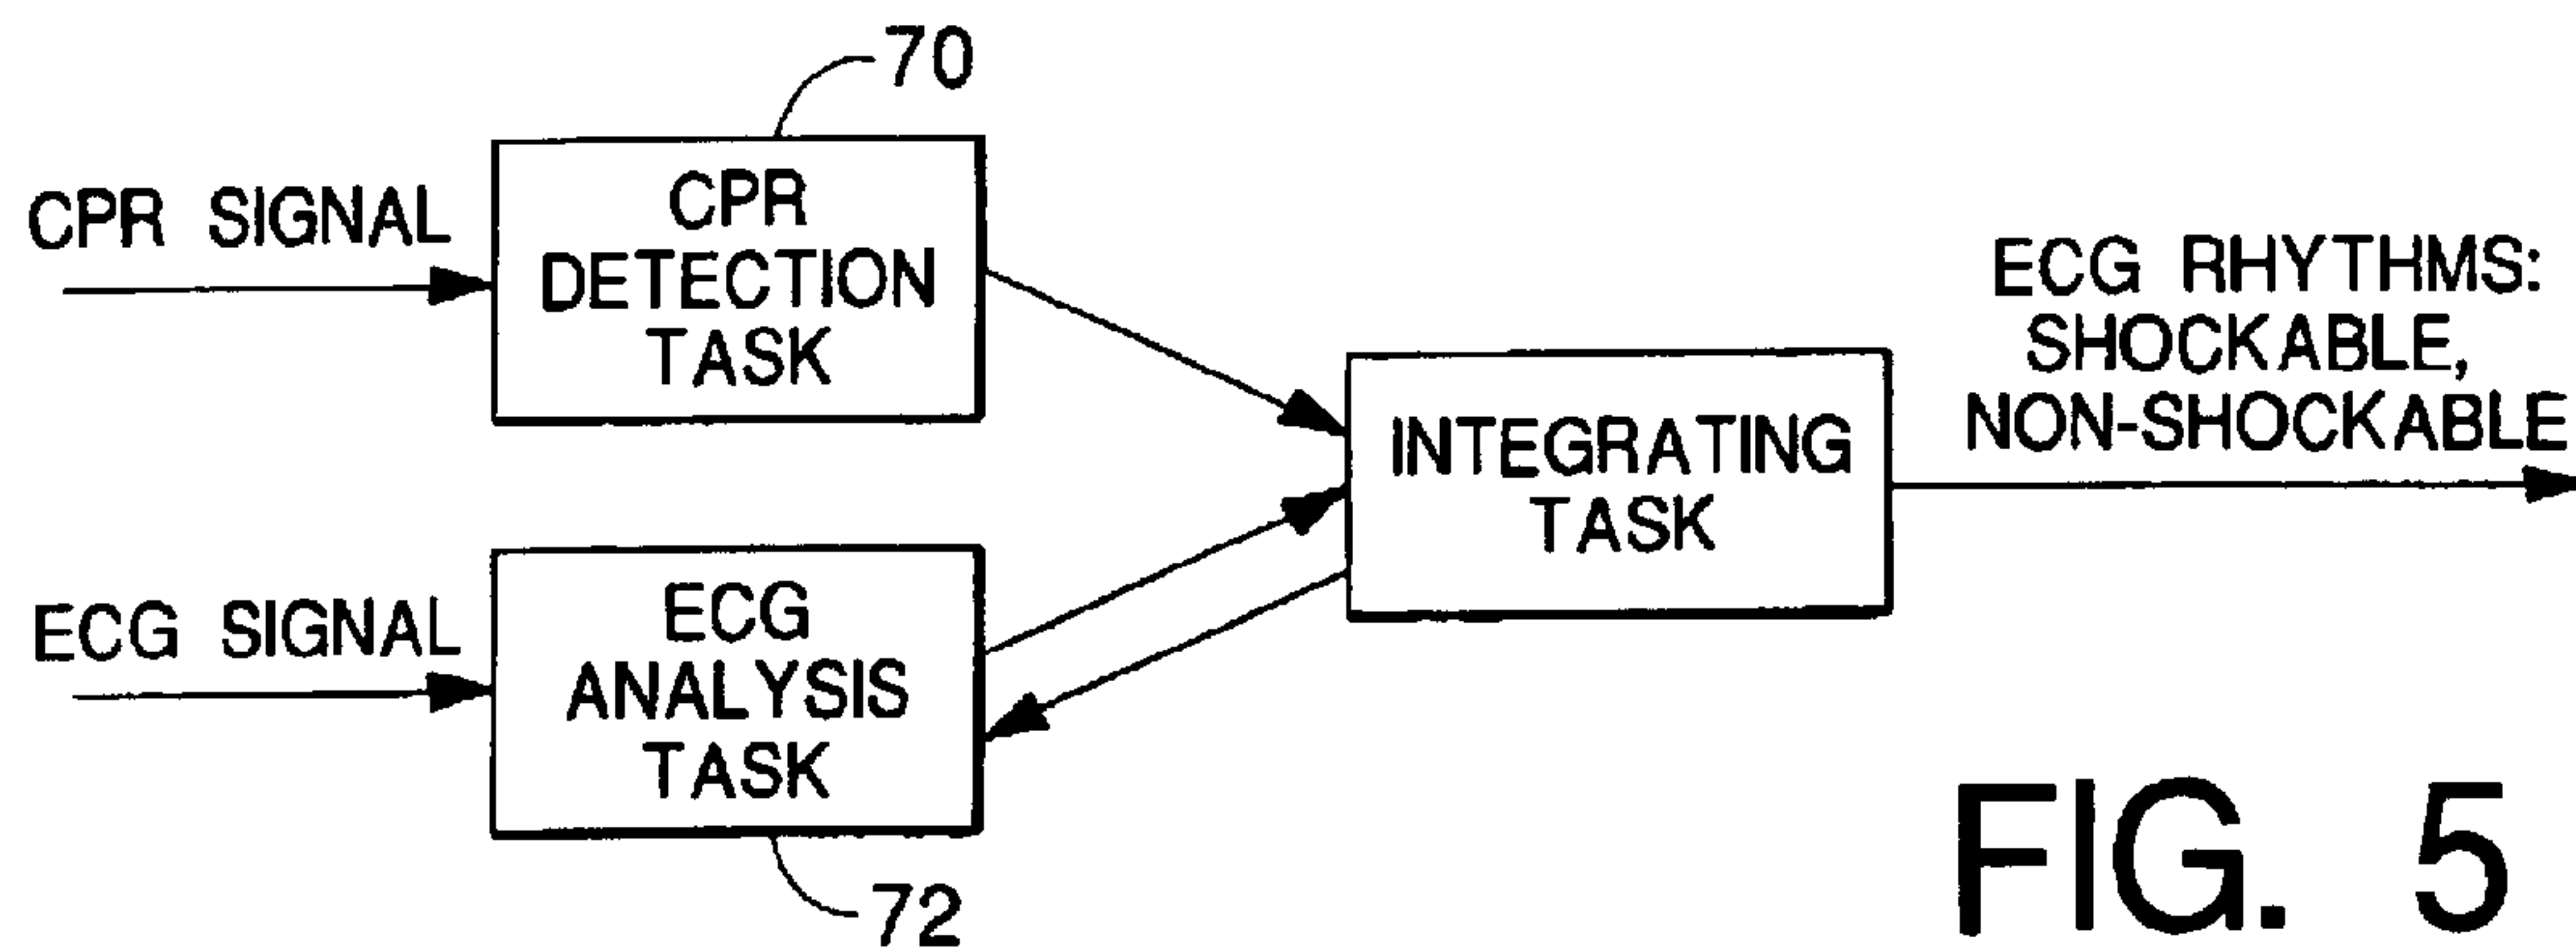 70
CPR SIGNAL
CPR
DETECTION
TASK
ECG RHYTHMS:
SHOCKABLE,
NON-SHOCKABLE
INTEGRATING
TASK
ECG SIGNAL
ECG
ANALYSIS
TASK
72
FIG. 5